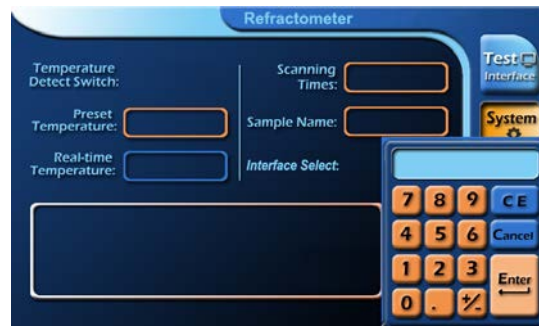 Refractometer
Temperature
Detect Switch:
Scanning
Times:
Preset
Temperature:
Sample Name:
Real-time
Temperature:
Interface Select:
Test
Interface
System
7 8 9 CE
4 5 6 Cancel
1 2 3 Enter
0 . +/-